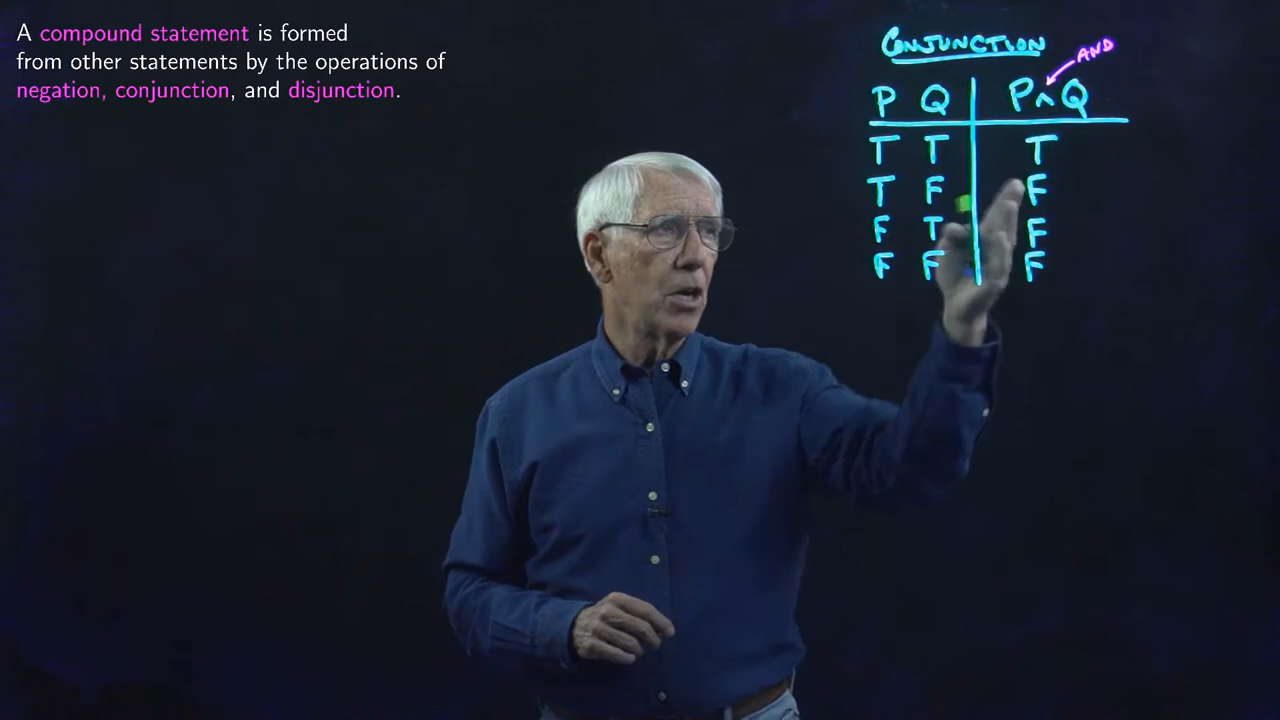 A compound statement is formed
from other statements by the operations of
negation, conjunction, and disjunction.
CONJUNCTION
AND
P Q P∧Q
T T T
T F F
F T F
F F F